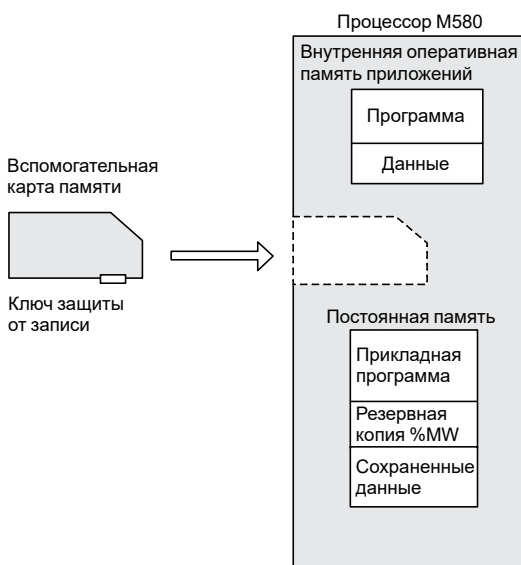 Процессор M580
Внутренняя оперативная
память приложений
Программа
Данные
Вспомогательная
карта памяти
Ключ защиты
от записи
Постоянная память
Прикладная
программа
Резервная
копия %MW
Сохраненные
данные